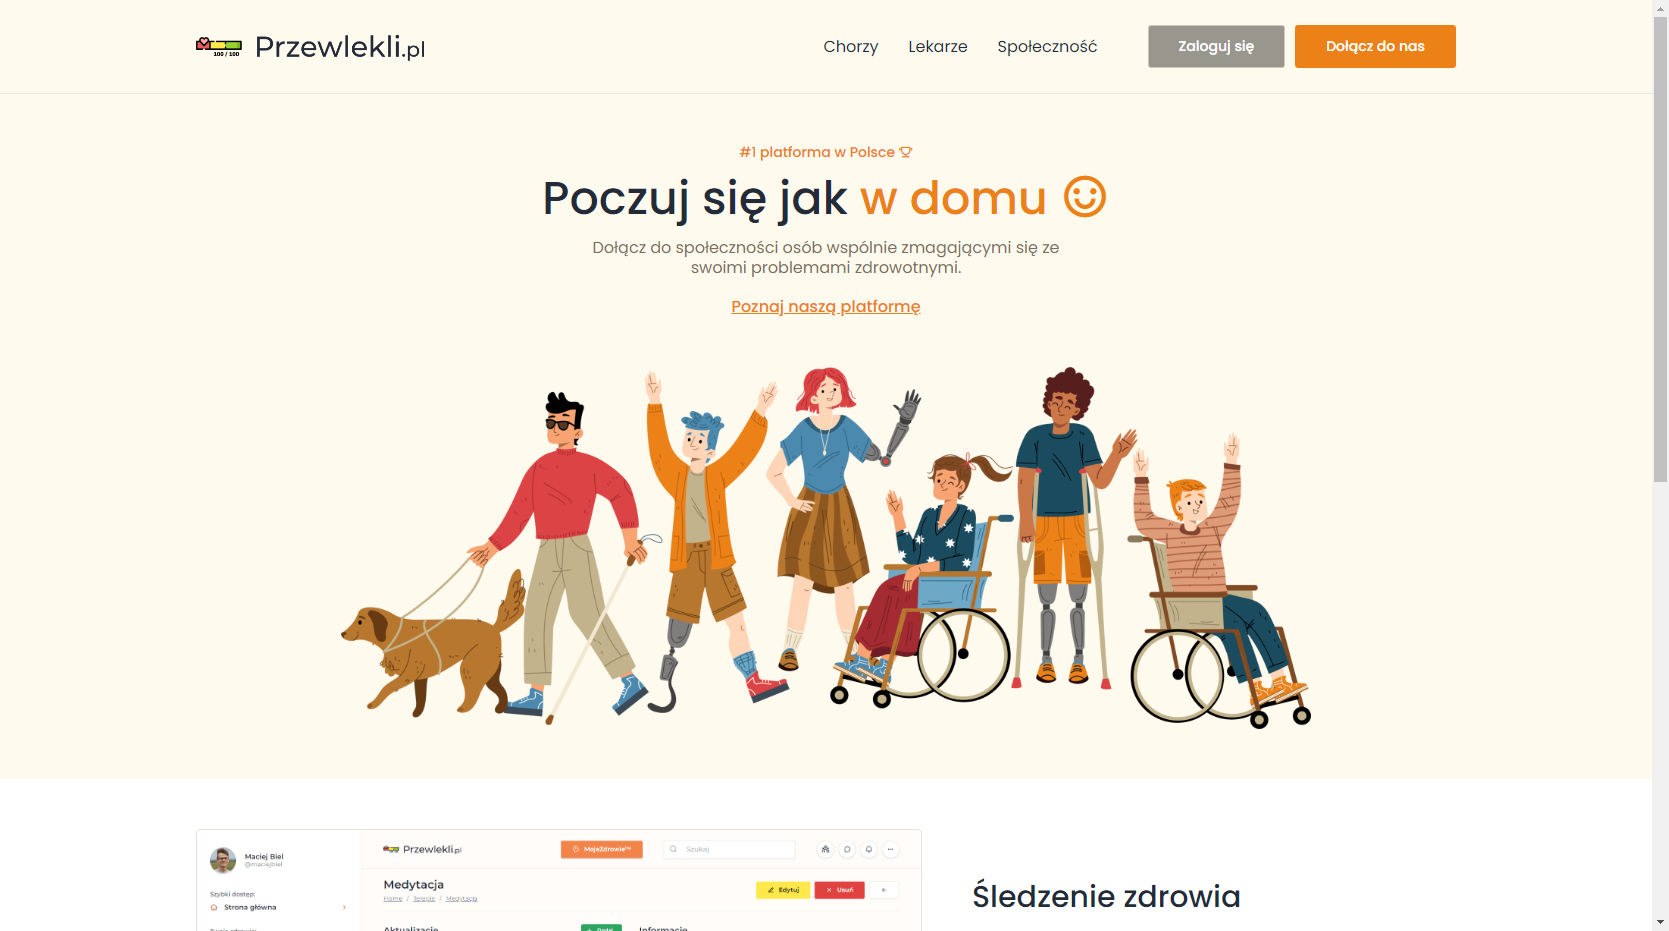 100 / 100
Przewlekli.pl
Chorzy
Lekarze
Społeczność
Zaloguj się
Dołącz do nas
#1 platforma w Polsce
Poczuj się jak w domu
Dołącz do społeczności osób wspólnie zmagającymi się ze
swoimi problemami zdrowotnymi.
Poznaj naszą platformę
Maciej Biel
@maciejbiel
Szybki dostęp:
Strona główna
Przewlekli.pl
MojeZdrowie™
Szukaj
Medytacja
Home / Terapie / Medytacja
Edytuj
Usuń
Aktualizacje
Dodaj
Informacje
Śledzenie zdrowia